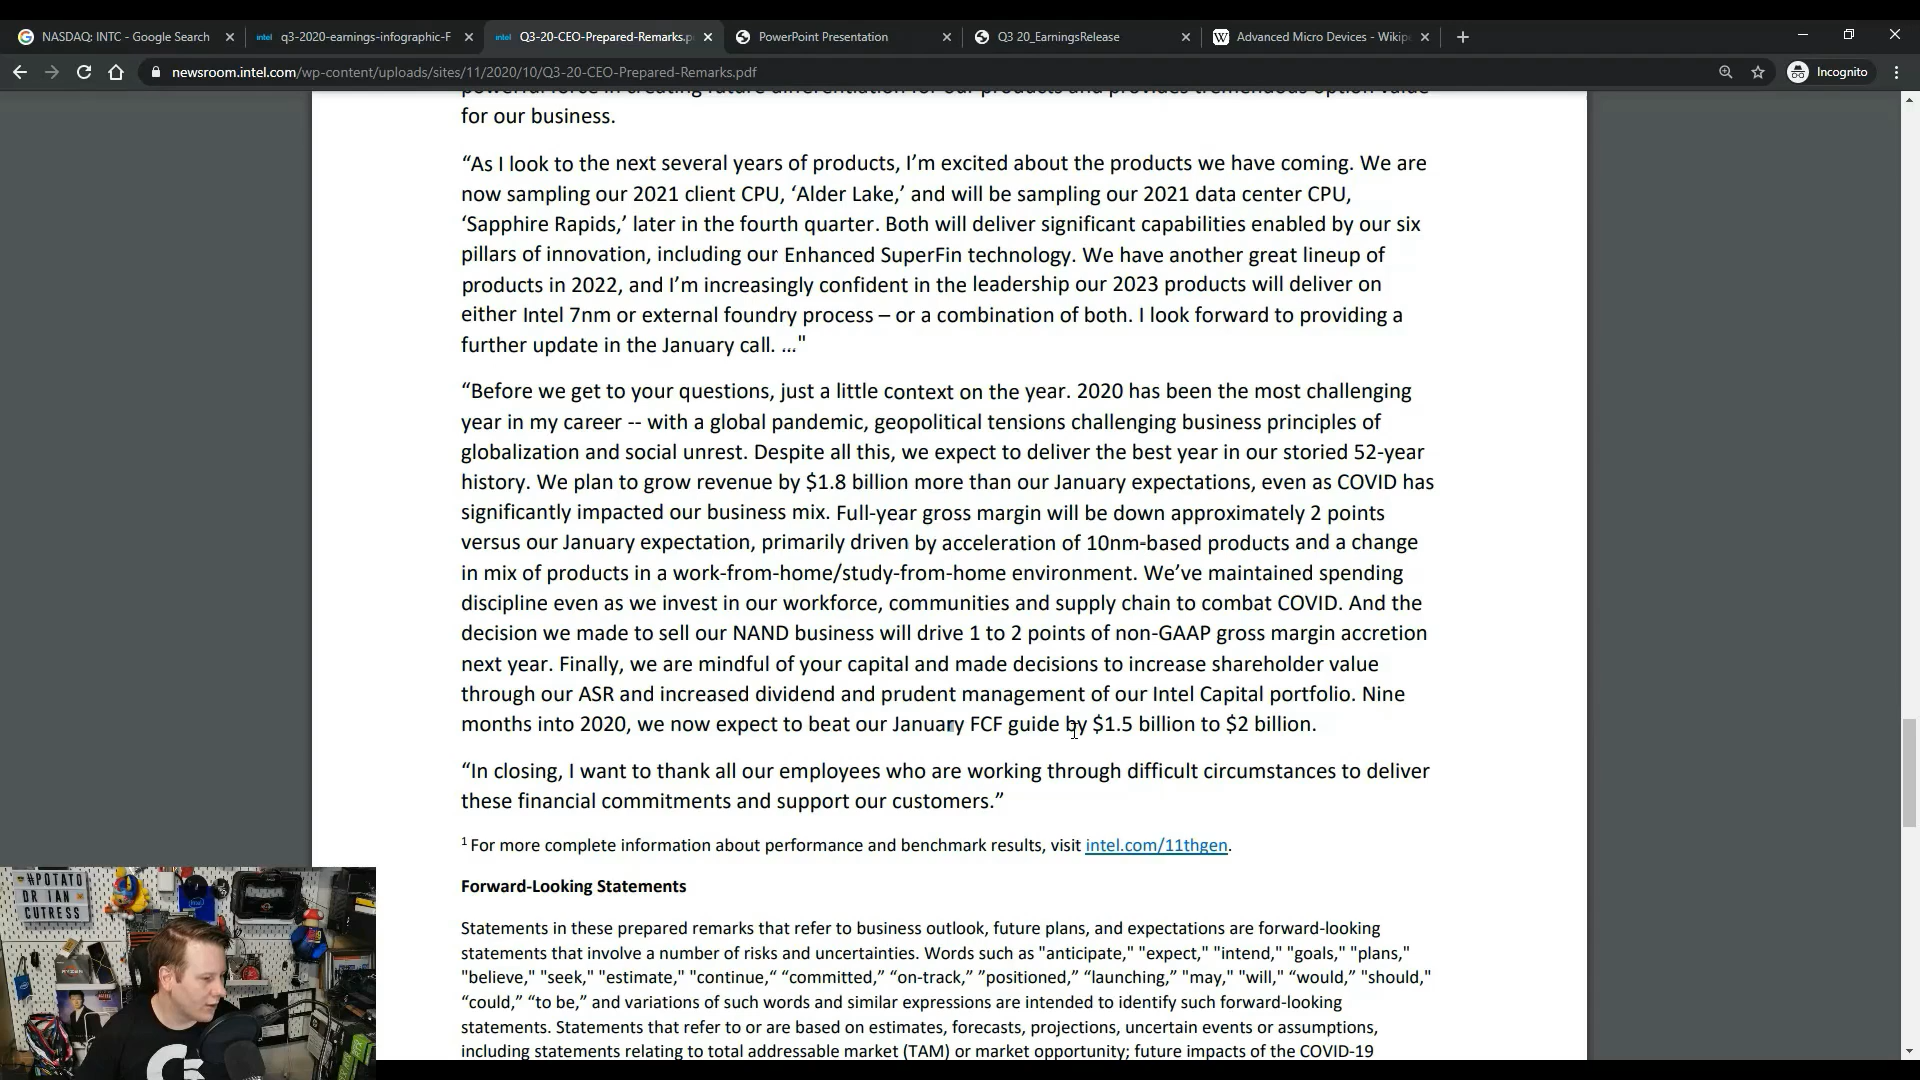 NASDAQ: INTC - Google Search
intel q3-2020-earnings-infographic-F
intel Q3-20-CEO-Prepared-Remarks.p
PowerPoint Presentation
Q3 20_EarningsRelease
W Advanced Micro Devices - Wikip
newsroom.intel.com/wp-content/uploads/sites/11/2020/10/Q3-20-CEO-Prepared-Remarks.pdf
Incognito
powerful force in creating future differentiation for our products and provides tremendous option value
for our business.
“As I look to the next several years of products, I’m excited about the products we have coming. We are
now sampling our 2021 client CPU, ‘Alder Lake,’ and will be sampling our 2021 data center CPU,
‘Sapphire Rapids,’ later in the fourth quarter. Both will deliver significant capabilities enabled by our six
pillars of innovation, including our Enhanced SuperFin technology. We have another great lineup of
products in 2022, and I’m increasingly confident in the leadership our 2023 products will deliver on
either Intel 7nm or external foundry process – or a combination of both. I look forward to providing a
further update in the January call. …"
“Before we get to your questions, just a little context on the year. 2020 has been the most challenging
year in my career -- with a global pandemic, geopolitical tensions challenging business principles of
globalization and social unrest. Despite all this, we expect to deliver the best year in our storied 52-year
history. We plan to grow revenue by $1.8 billion more than our January expectations, even as COVID has
significantly impacted our business mix. Full-year gross margin will be down approximately 2 points
versus our January expectation, primarily driven by acceleration of 10nm-based products and a change
in mix of products in a work-from-home/study-from-home environment. We’ve maintained spending
discipline even as we invest in our workforce, communities and supply chain to combat COVID. And the
decision we made to sell our NAND business will drive 1 to 2 points of non-GAAP gross margin accretion
next year. Finally, we are mindful of your capital and made decisions to increase shareholder value
through our ASR and increased dividend and prudent management of our Intel Capital portfolio. Nine
months into 2020, we now expect to beat our January FCF guide by $1.5 billion to $2 billion.
“In closing, I want to thank all our employees who are working through difficult circumstances to deliver
these financial commitments and support our customers.”
1 For more complete information about performance and benchmark results, visit intel.com/11thgen.
Forward-Looking Statements
Statements in these prepared remarks that refer to business outlook, future plans, and expectations are forward-looking
statements that involve a number of risks and uncertainties. Words such as "anticipate," "expect," "intend," "goals," "plans,"
"believe," "seek," "estimate," "continue,“ “committed,” “on-track,” ”positioned,” “launching,” "may," "will," “would,” "should,"
“could,” “to be,” and variations of such words and similar expressions are intended to identify such forward-looking
statements. Statements that refer to or are based on estimates, forecasts, projections, uncertain events or assumptions,
including statements relating to total addressable market (TAM) or market opportunity; future impacts of the COVID-19
#POTATO
DR IAN
CUTRESS
intel